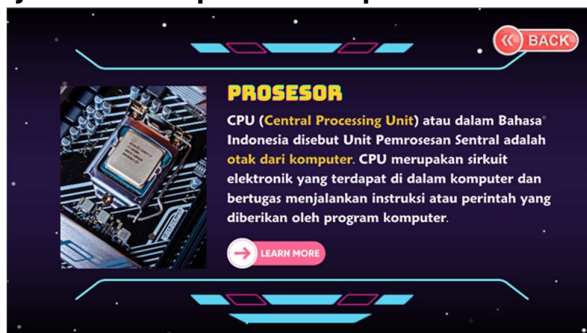 BACK
PROSESOR
CPU (Central Processing Unit) atau dalam Bahasa
Indonesia disebut Unit Pemrosesan Sentral adalah
otak dari komputer. CPU merupakan sirkuit
elektronik yang terdapat di dalam komputer dan
bertugas menjalankan instruksi atau perintah yang
diberikan oleh program komputer.
LEARN MORE